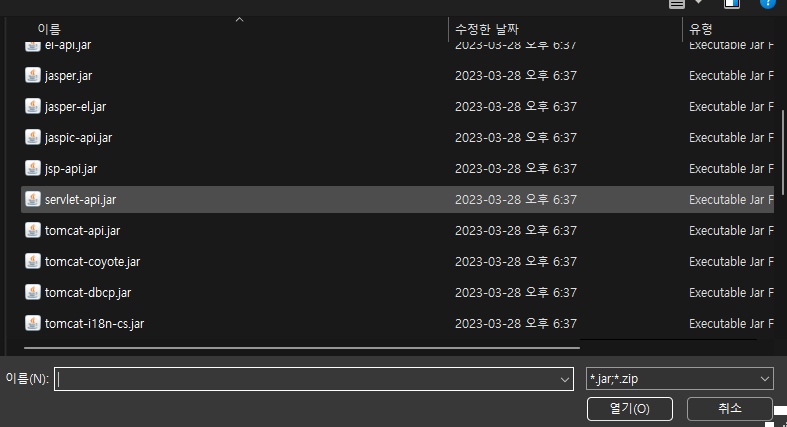 이름 수정한 날짜 유형
el-api.jar 2023-03-28 오후 6:37 Executable Jar F
jasper.jar 2023-03-28 오후 6:37 Executable Jar F
jasper-el.jar 2023-03-28 오후 6:37 Executable Jar F
jaspic-api.jar 2023-03-28 오후 6:37 Executable Jar F
jsp-api.jar 2023-03-28 오후 6:37 Executable Jar F
servlet-api.jar 2023-03-28 오후 6:37 Executable Jar F
tomcat-api.jar 2023-03-28 오후 6:37 Executable Jar F
tomcat-coyote.jar 2023-03-28 오후 6:37 Executable Jar F
tomcat-dbcp.jar 2023-03-28 오후 6:37 Executable Jar F
tomcat-i18n-cs.jar 2023-03-28 오후 6:37 Executable Jar F
이름(N): *.jar;*.zip
열기(O) 취소